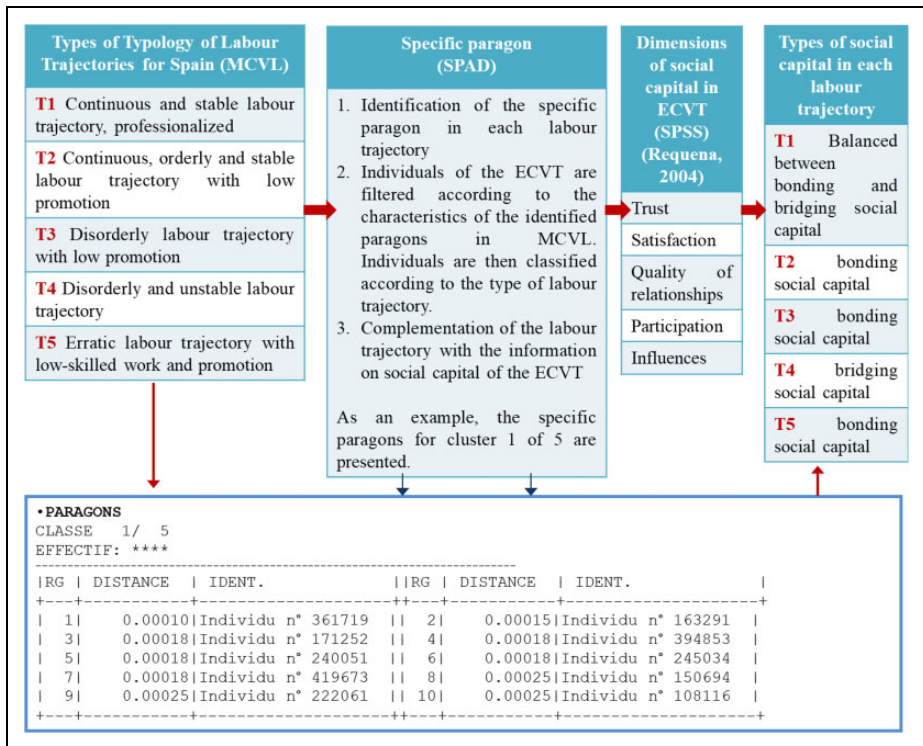 Types of Typology of Labour
Trajectories for Spain (MCVL)
T1 Continuous and stable labour
trajectory, professionalized
T2 Continuous, orderly and stable
labour trajectory with low
promotion
T3 Disorderly labour trajectory
with low promotion
T4 Disorderly and unstable labour
trajectory
T5 Erratic labour trajectory with
low-skilled work and promotion
Specific paragon
(SPAD)
1. Identification of the specific
paragon in each labour
trajectory
2. Individuals of the ECVT are
filtered according to the
characteristics of the identified
paragons in MCVL.
Individuals are then classified
according to the type of labour
trajectory.
3. Complementation of the labour
trajectory with the information
on social capital of the ECVT
As an example, the specific
paragons for cluster 1 of 5 are
presented.
Dimensions
of social
capital in
ECVT
(SPSS)
(Requena,
2004)
Trust
Satisfaction
Quality of
relationships
Participation
Influences
Types of social
capital in each
labour
trajectory
T1 Balanced
between
bonding and
bridging social
capital
T2 bonding
social capital
T3 bonding
social capital
T4 bridging
social capital
T5 bonding
social capital
•PARAGONS
CLASSE 1/ 5
EFFECTIF: ****
--------------------------------------------------------------------------------
|RG | DISTANCE | IDENT. ||RG | DISTANCE | IDENT. |
+---+-----------+--------------------++---+-----------+--------------------+
| 1| 0.00010|Individu n° 361719 || 2| 0.00015|Individu n° 163291 |
| 3| 0.00018|Individu n° 171252 || 4| 0.00018|Individu n° 394853 |
| 5| 0.00018|Individu n° 240051 || 6| 0.00018|Individu n° 245034 |
| 7| 0.00018|Individu n° 419673 || 8| 0.00025|Individu n° 150694 |
| 9| 0.00025|Individu n° 222061 || 10| 0.00025|Individu n° 108116 |
+---+-----------+--------------------++---+-----------+--------------------+